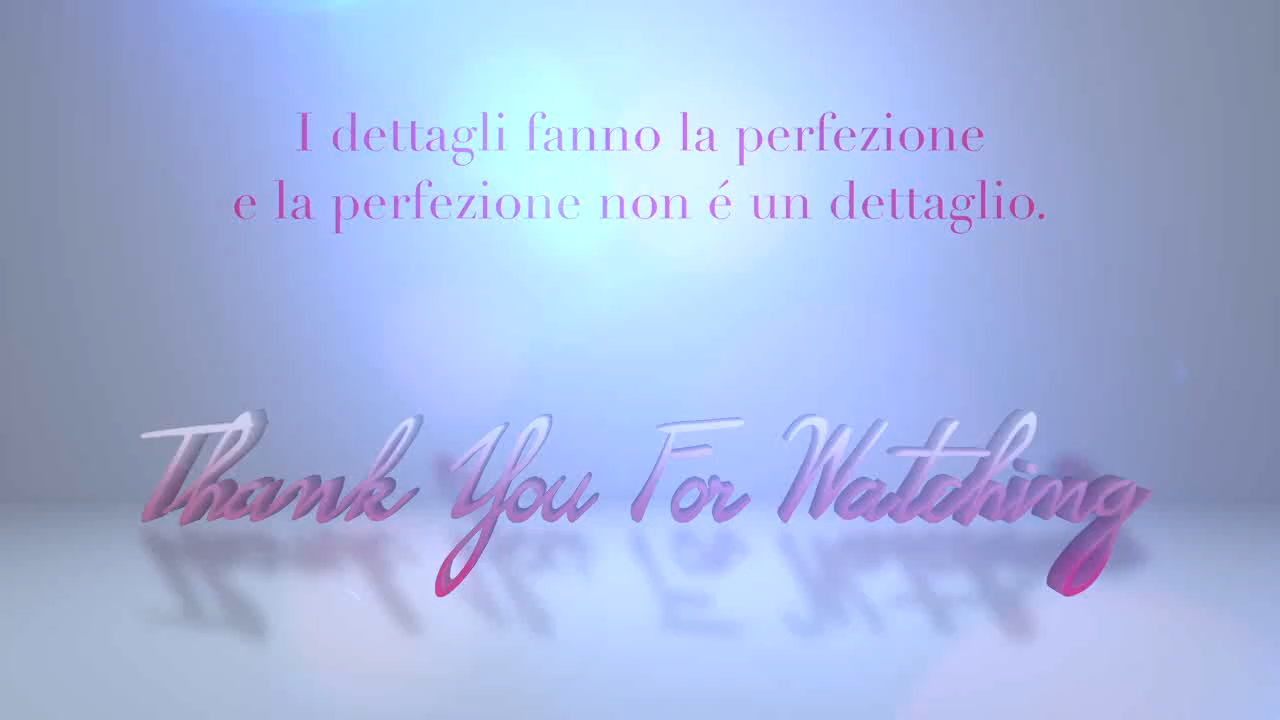 I dettagli fanno la perfezione
e la perfezione non é un dettaglio.
Thank You For Watching